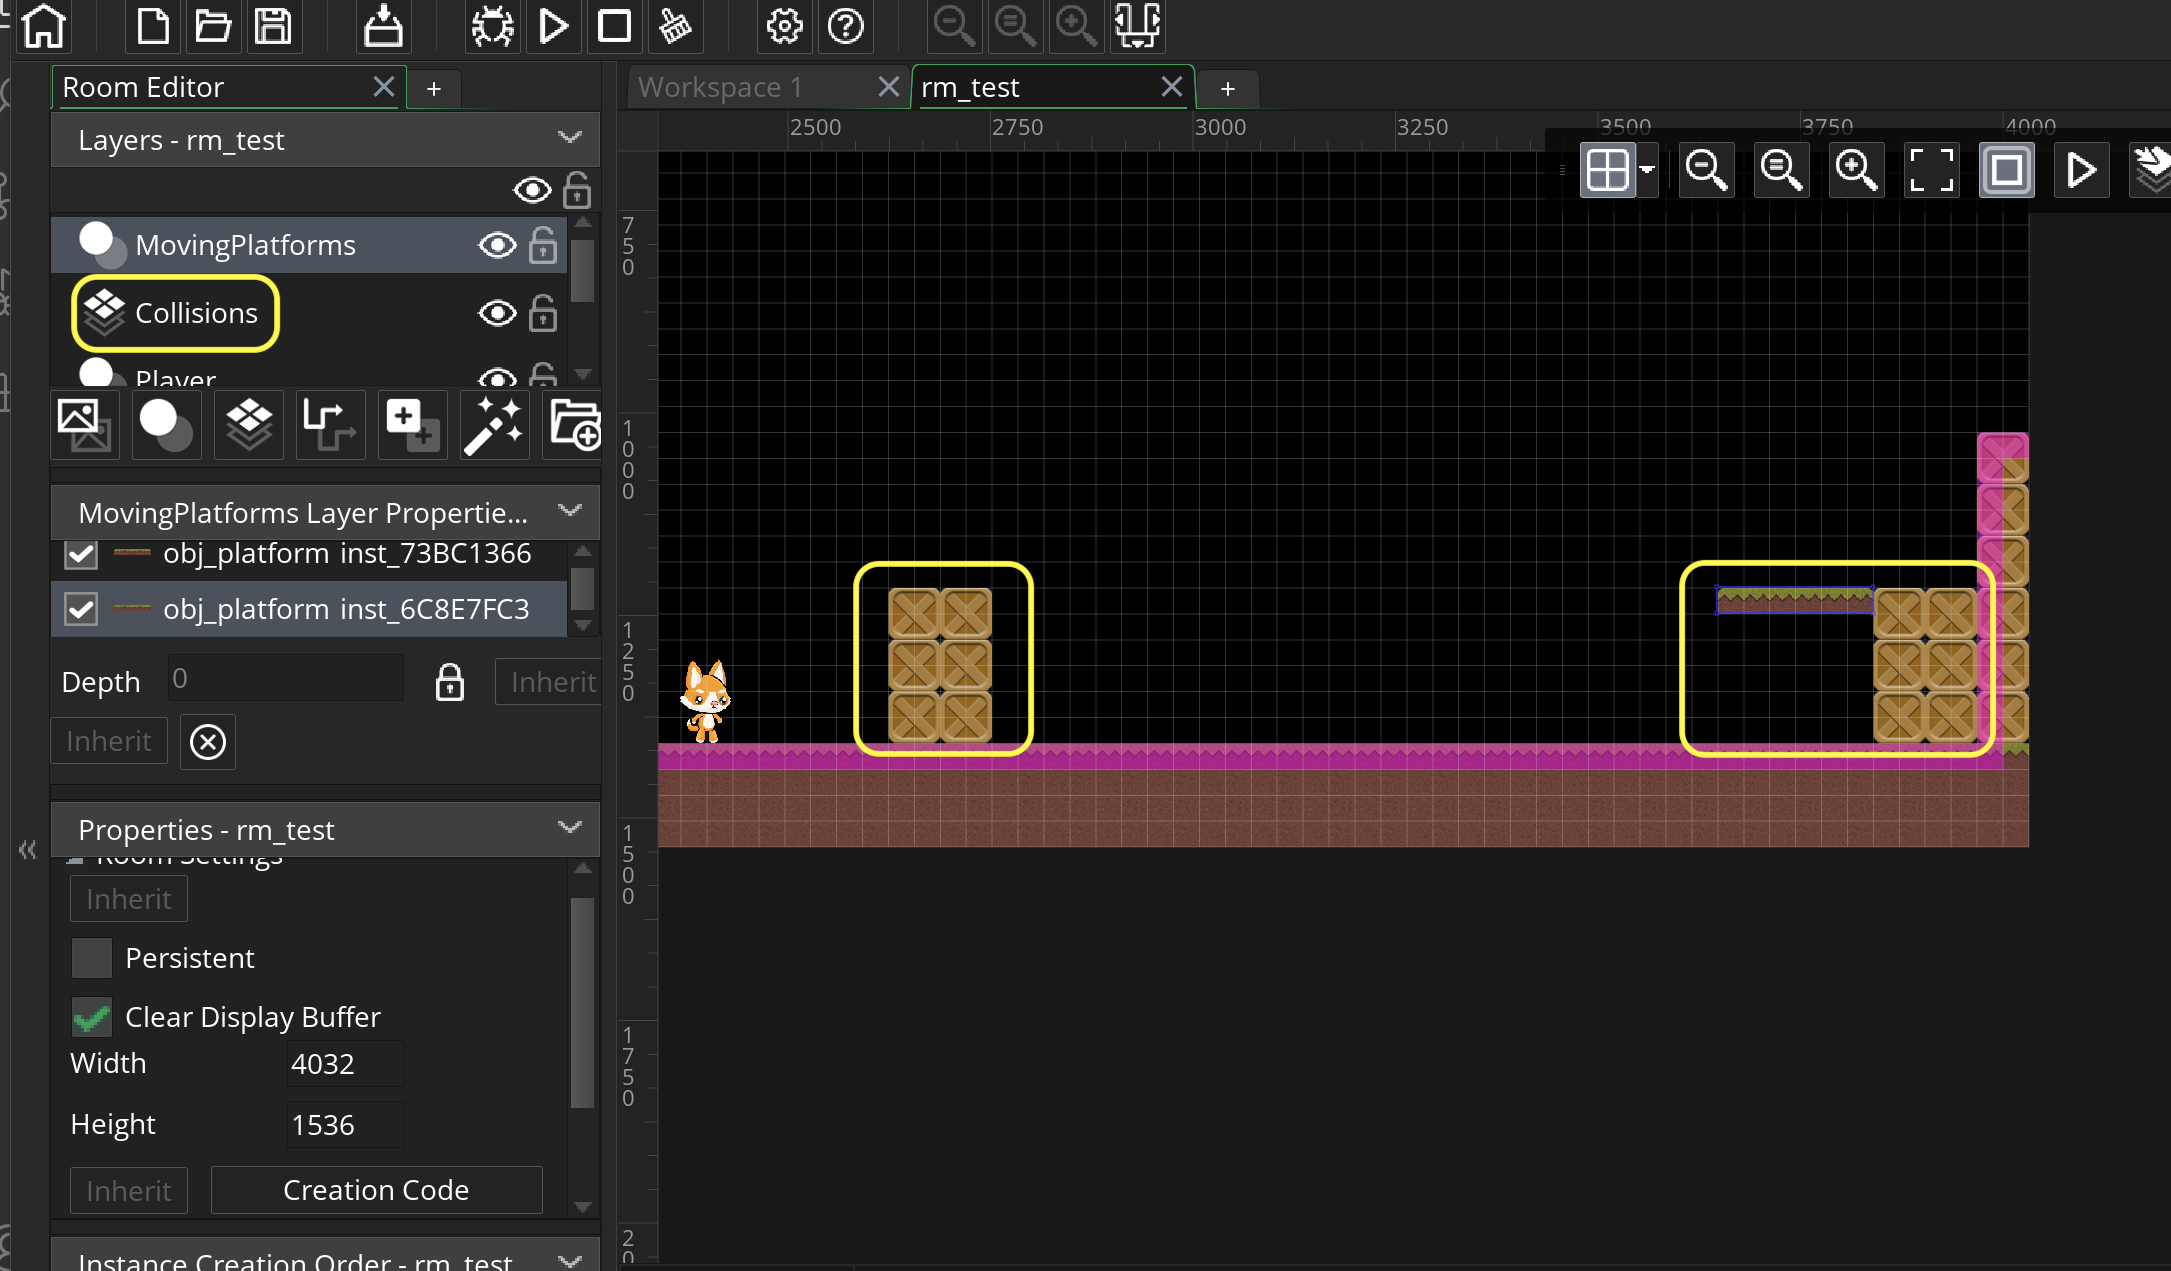 Room Editor
+
Workspace 1
rm_test
+
Layers - rm_test
2500
2750
3000
3250
3500
3750
4000
MovingPlatforms
Collisions
Player
750
1000
1250
1500
1750
20
MovingPlatforms Layer Propertie...
obj_platform inst_73BC1366
obj_platform inst_6C8E7FC3
Depth
0
Inherit
Inherit
Properties - rm_test
Room Settings
Inherit
Persistent
Clear Display Buffer
Width
4032
Height
1536
Inherit
Creation Code
Instance Creation Order - rm_test